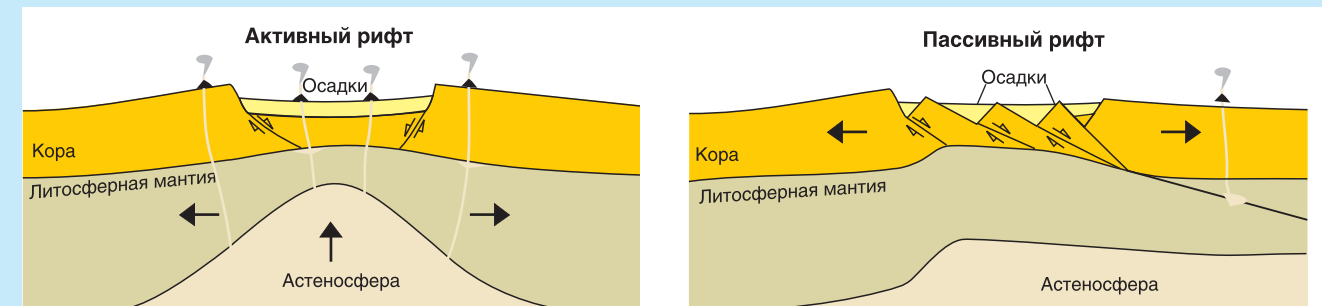 Активный рифт
Осадки
Кора
Литосферная мантия
Астеносфера
Пассивный рифт
Осадки
Кора
Литосферная мантия
Астеносфера